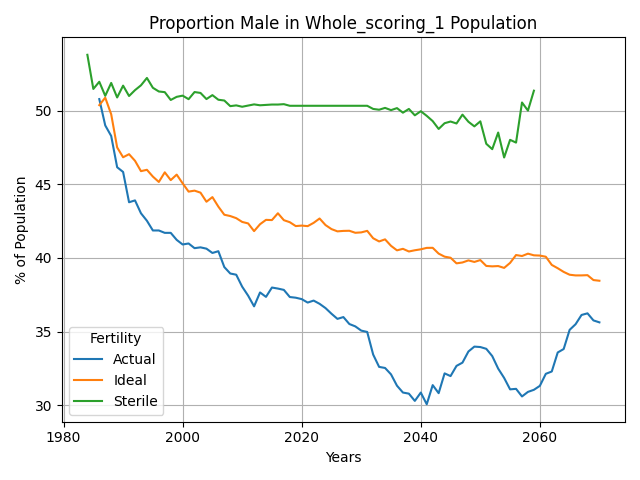 Proportion Male in Whole_scoring_1 Population
% of Population
50
45
40
35
30
Fertility
Actual
Ideal
Sterile
1980
2000
2020
2040
2060
Years